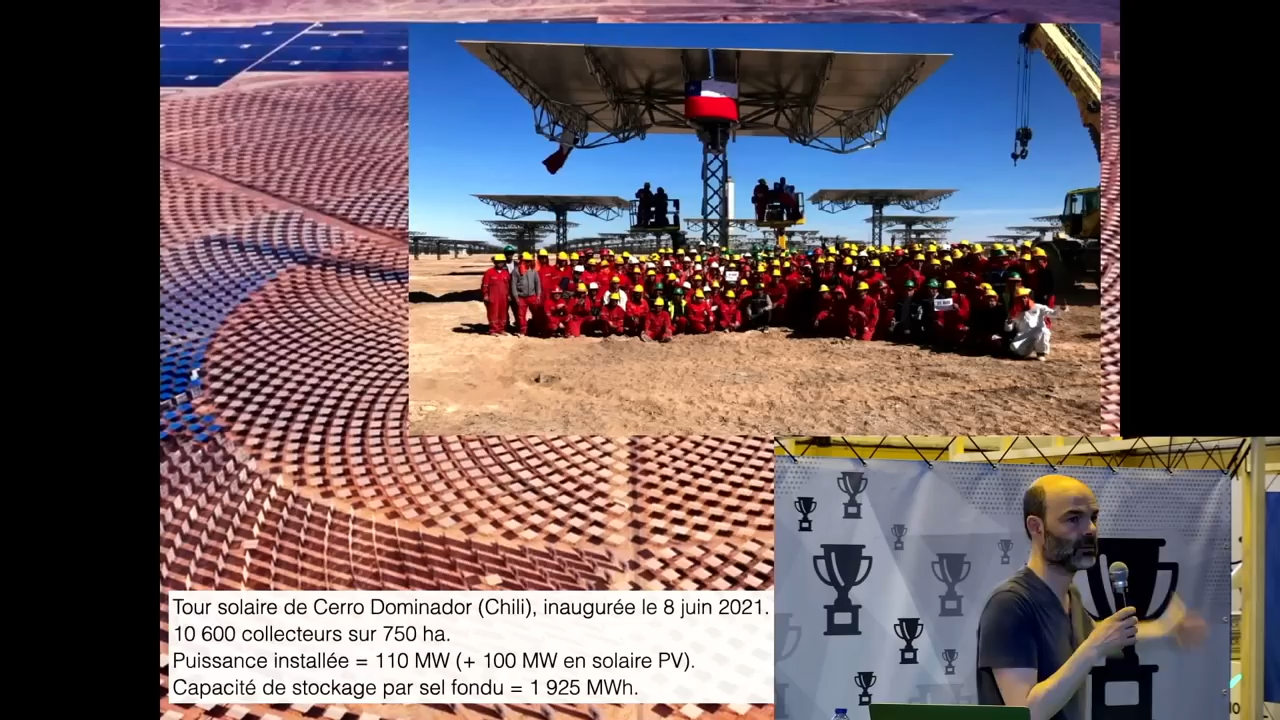 Tour solaire de Cerro Dominador (Chili), inaugurée le 8 juin 2021.
10 600 collecteurs sur 750 ha.
Puissance installée = 110 MW (+ 100 MW en solaire PV).
Capacité de stockage par sel fondu = 1 925 MWh.